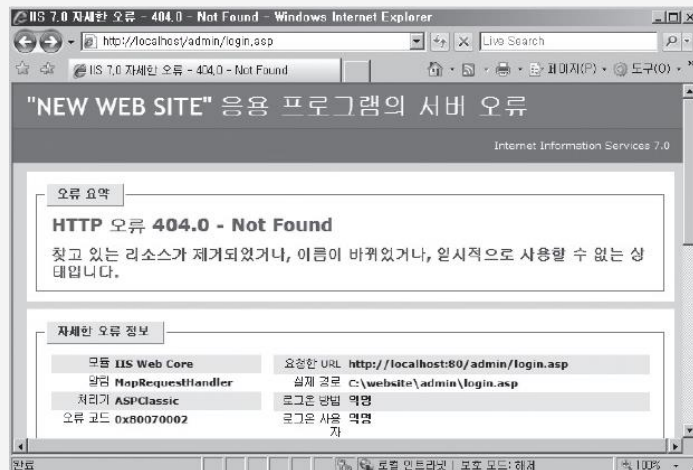 IIS 7.0 자세한 오류 - 404.0 - Not Found - Windows Internet Explorer
http://localhost/admin/login.asp
Live Search
IIS 7.0 자세한 오류 - 404.0 - Not Found
페이지(P)
도구(O)
"NEW WEB SITE" 응용 프로그램의 서버 오류
Internet Information Services 7.0
오류 요약
HTTP 오류 404.0 - Not Found
찾고 있는 리소스가 제거되었거나, 이름이 바뀌었거나, 일시적으로 사용할 수 없는 상
태입니다.
자세한 오류 정보
모듈 IIS Web Core
알림 MapRequestHandler
처리기 ASPClassic
오류 코드 0x80070002
요청한 URL http://localhost:80/admin/login.asp
실제 경로 C:\website\admin\login.asp
로그온 방법 익명
로그온 사용 익명
자
완료
로컬 인트라넷 | 보호 모드: 해제
100%